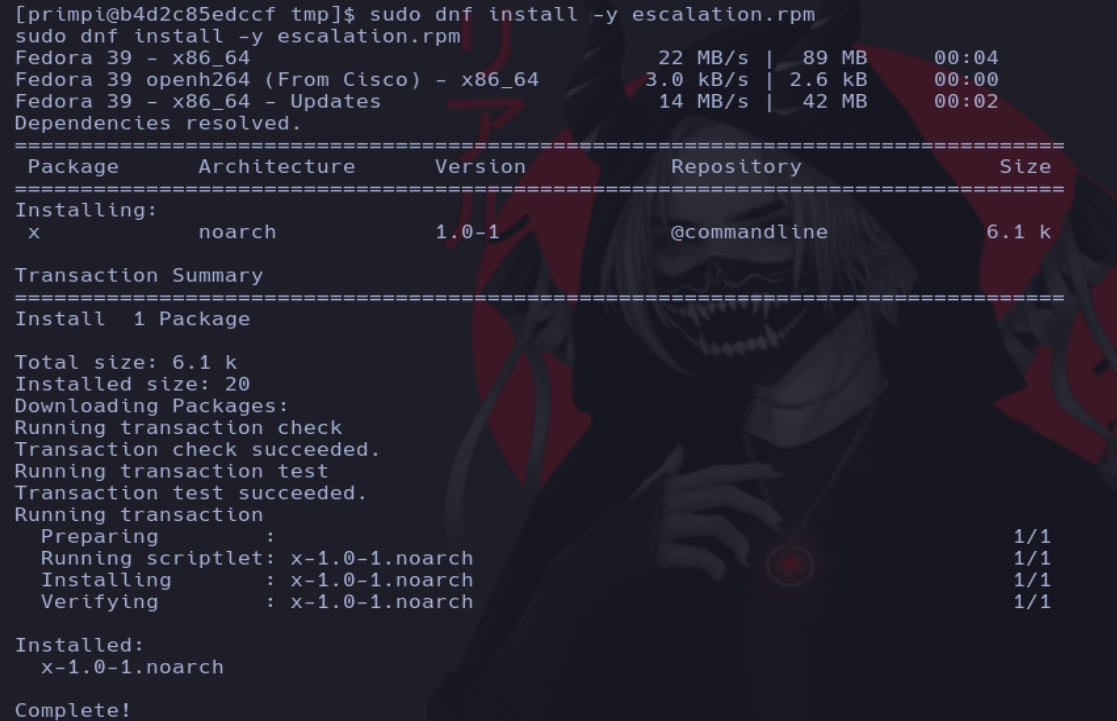 [primpi@b4d2c85edccf tmp]$ sudo dnf install -y escalation.rpm
sudo dnf install -y escalation.rpm
Fedora 39 - x86_64 22 MB/s | 89 MB 00:04
Fedora 39 openh264 (From Cisco) - x86_64 3.0 kB/s | 2.6 kB 00:00
Fedora 39 - x86_64 - Updates 14 MB/s | 42 MB 00:02
Dependencies resolved.
================================================================================
Package Architecture Version Repository Size
================================================================================
Installing:
x noarch 1.0-1 @commandline 6.1 k
Transaction Summary
================================================================================
Install 1 Package
Total size: 6.1 k
Installed size: 20
Downloading Packages:
Running transaction check
Transaction check succeeded.
Running transaction test
Transaction test succeeded.
Running transaction
Preparing : 1/1
Running scriptlet: x-1.0-1.noarch 1/1
Installing : x-1.0-1.noarch 1/1
Verifying : x-1.0-1.noarch 1/1
Installed:
x-1.0-1.noarch
Complete!
リアル